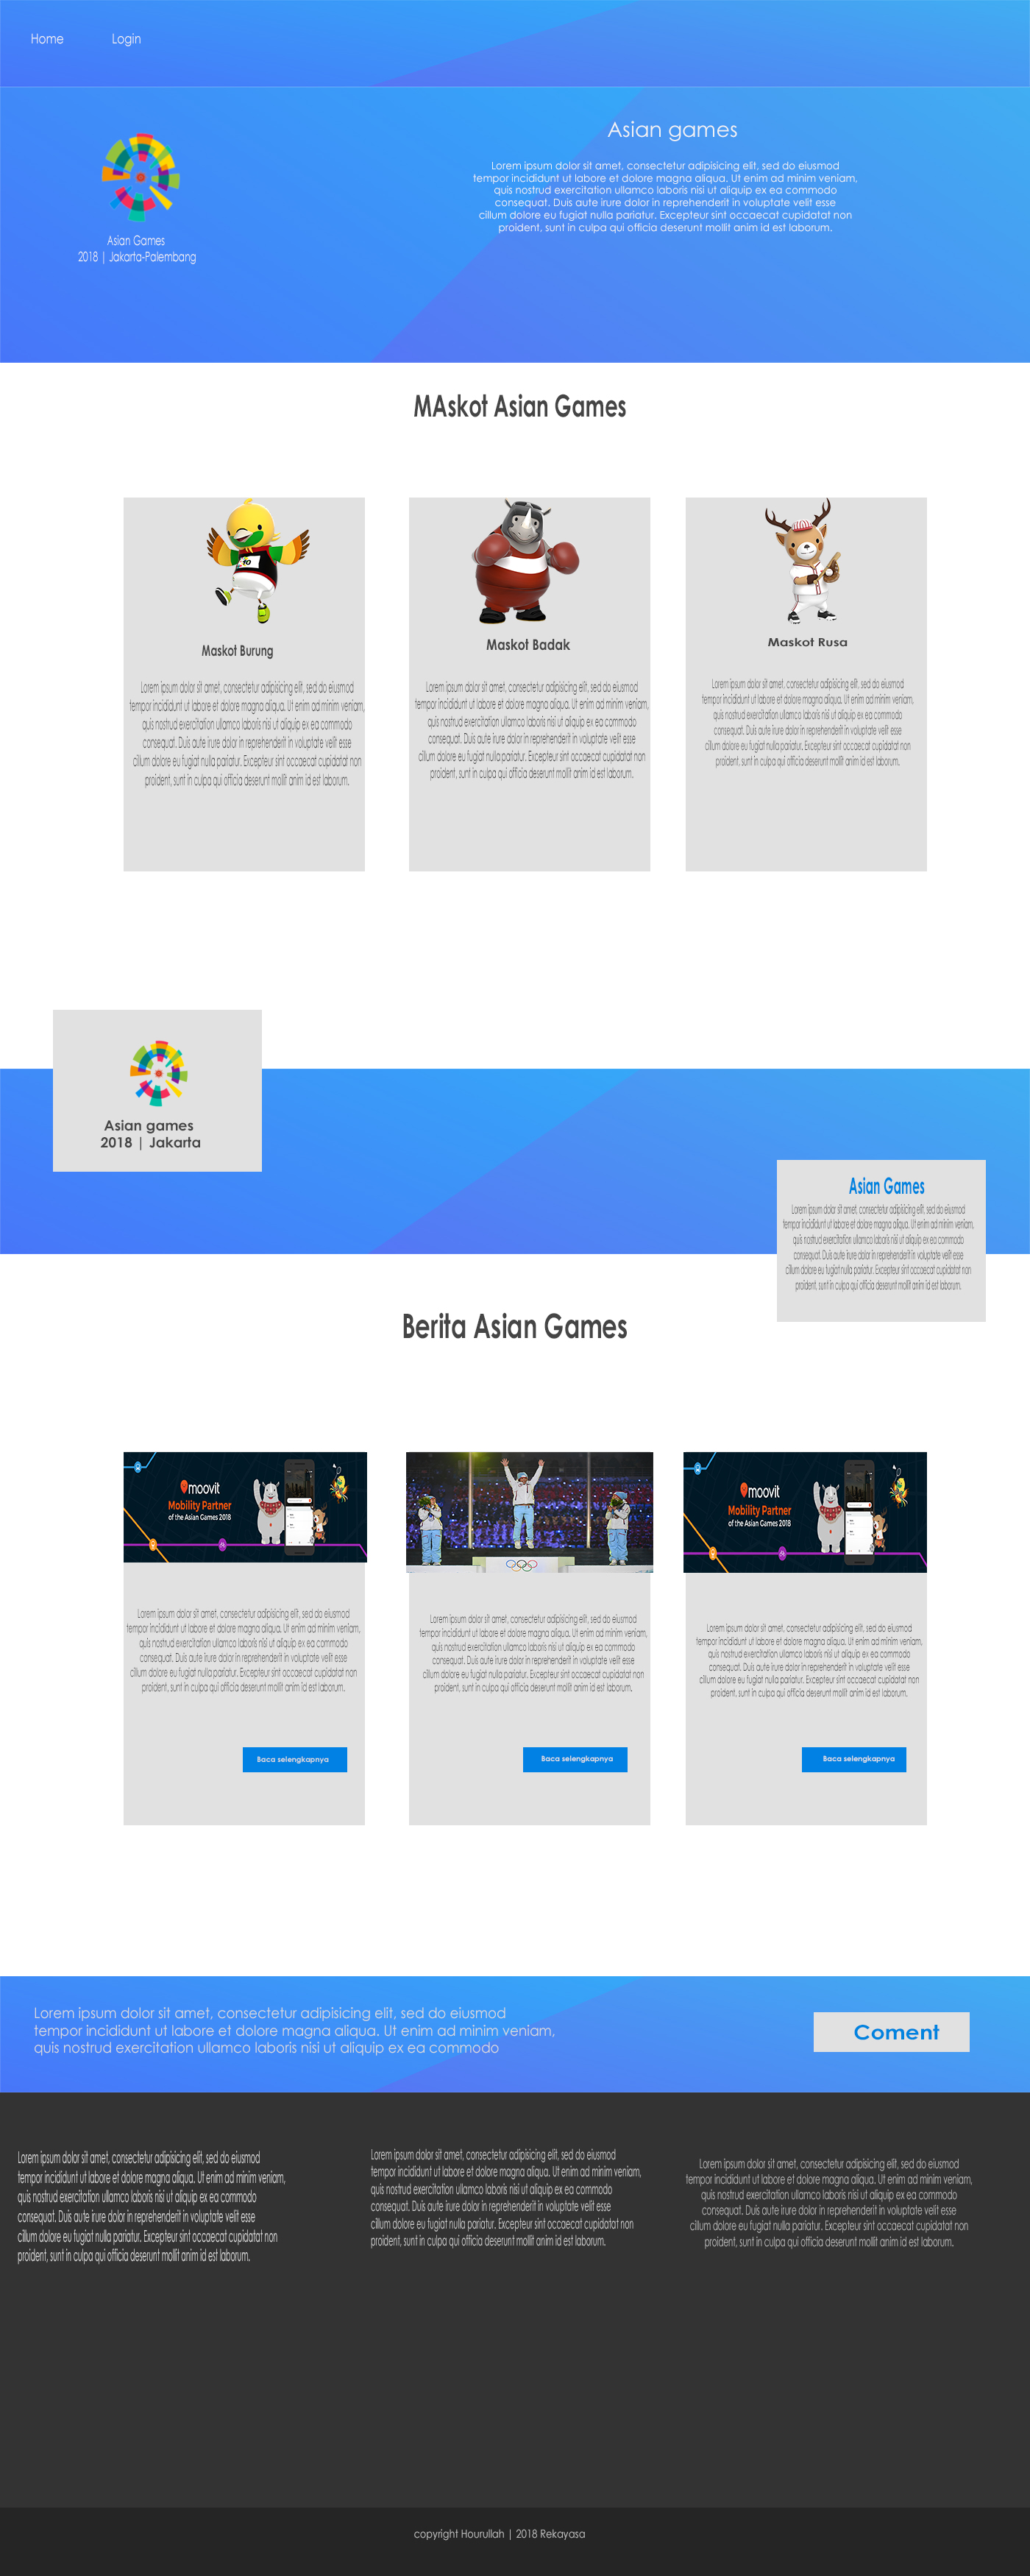 Home
Login
Asian games
Lorem ipsum dolor sit amet, consectetur adipisicing elit, sed do eiusmod
tempor incididunt ut labore et dolore magna aliqua. Ut enim ad minim veniam,
quis nostrud exercitation ullamco laboris nisi ut aliquip ex ea commodo
consequat. Duis aute irure dolor in reprehenderit in voluptate velit esse
cillum dolore eu fugiat nulla pariatur. Excepteur sint occaecat cupidatat non
proident, sunt in culpa qui officia deserunt mollit anim id est laborum.
Asian Games
2018 | Jakarta-Palembang
MAskot Asian Games
10
Maskot Burung
Lorem ipsum dolor sit amet, consectetur adipisicing elit, sed do eiusmod
tempor incididunt ut labore et dolore magna aliqua. Ut enim ad minim veniam,
quis nostrud exercitation ullamco laboris nisi ut aliquip ex ea commodo
consequat. Duis aute irure dolor in reprehenderit in voluptate velit esse
cillum dolore eu fugiat nulla pariatur. Excepteur sint occaecat cupidatat non
proident, sunt in culpa qui officia deserunt mollit anim id est laborum.
Maskot Badak
Lorem ipsum dolor sit amet, consectetur adipisicing elit, sed do eiusmod
tempor incididunt ut labore et dolore magna aliqua. Ut enim ad minim veniam,
quis nostrud exercitation ullamco laboris nisi ut aliquip ex ea commodo
consequat. Duis aute irure dolor in reprehenderit in voluptate velit esse
cillum dolore eu fugiat nulla pariatur. Excepteur sint occaecat cupidatat non
proident, sunt in culpa qui officia deserunt mollit anim id est laborum.
Maskot Rusa
Lorem ipsum dolor sit amet, consectetur adipisicing elit, sed do eiusmod
tempor incididunt ut labore et dolore magna aliqua. Ut enim ad minim veniam,
quis nostrud exercitation ullamco laboris nisi ut aliquip ex ea commodo
consequat. Duis aute irure dolor in reprehenderit in voluptate velit esse
cillum dolore eu fugiat nulla pariatur. Excepteur sint occaecat cupidatat non
proident, sunt in culpa qui officia deserunt mollit anim id est laborum.
Asian games
2018 | Jakarta
Asian Games
Lorem ipsum dolor sit amet, consectetur adipisicing elit, sed do eiusmod
tempor incididunt ut labore et dolore magna aliqua. Ut enim ad minim veniam,
quis nostrud exercitation ullamco laboris nisi ut aliquip ex ea commodo
consequat. Duis aute irure dolor in reprehenderit in voluptate velit esse
cillum dolore eu fugiat nulla pariatur. Excepteur sint occaecat cupidatat non
proident, sunt in culpa qui officia deserunt mollit anim id est laborum.
Berita Asian Games
moovit
Mobility Partner
of the Asian Games 2018
Lorem ipsum dolor sit amet, consectetur adipisicing elit, sed do eiusmod
tempor incididunt ut labore et dolore magna aliqua. Ut enim ad minim veniam,
quis nostrud exercitation ullamco laboris nisi ut aliquip ex ea commodo
consequat. Duis aute irure dolor in reprehenderit in voluptate velit esse
cillum dolore eu fugiat nulla pariatur. Excepteur sint occaecat cupidatat non
proident, sunt in culpa qui officia deserunt mollit anim id est laborum.
Baca selengkapnya
Lorem ipsum dolor sit amet, consectetur adipisicing elit, sed do eiusmod
tempor incididunt ut labore et dolore magna aliqua. Ut enim ad minim veniam,
quis nostrud exercitation ullamco laboris nisi ut aliquip ex ea commodo
consequat. Duis aute irure dolor in reprehenderit in voluptate velit esse
cillum dolore eu fugiat nulla pariatur. Excepteur sint occaecat cupidatat non
proident, sunt in culpa qui officia deserunt mollit anim id est laborum.
Baca selengkapnya
moovit
Mobility Partner
of the Asian Games 2018
Lorem ipsum dolor sit amet, consectetur adipisicing elit, sed do eiusmod
tempor incididunt ut labore et dolore magna aliqua. Ut enim ad minim veniam,
quis nostrud exercitation ullamco laboris nisi ut aliquip ex ea commodo
consequat. Duis aute irure dolor in reprehenderit in voluptate velit esse
cillum dolore eu fugiat nulla pariatur. Excepteur sint occaecat cupidatat non
proident, sunt in culpa qui officia deserunt mollit anim id est laborum.
Baca selengkapnya
Lorem ipsum dolor sit amet, consectetur adipisicing elit, sed do eiusmod
tempor incididunt ut labore et dolore magna aliqua. Ut enim ad minim veniam,
quis nostrud exercitation ullamco laboris nisi ut aliquip ex ea commodo
Coment
Lorem ipsum dolor sit amet, consectetur adipisicing elit, sed do eiusmod
tempor incididunt ut labore et dolore magna aliqua. Ut enim ad minim veniam,
quis nostrud exercitation ullamco laboris nisi ut aliquip ex ea commodo
consequat. Duis aute irure dolor in reprehenderit in voluptate velit esse
cillum dolore eu fugiat nulla pariatur. Excepteur sint occaecat cupidatat non
proident, sunt in culpa qui officia deserunt mollit anim id est laborum.
Lorem ipsum dolor sit amet, consectetur adipisicing elit, sed do eiusmod
tempor incididunt ut labore et dolore magna aliqua. Ut enim ad minim veniam,
quis nostrud exercitation ullamco laboris nisi ut aliquip ex ea commodo
consequat. Duis aute irure dolor in reprehenderit in voluptate velit esse
cillum dolore eu fugiat nulla pariatur. Excepteur sint occaecat cupidatat non
proident, sunt in culpa qui officia deserunt mollit anim id est laborum.
Lorem ipsum dolor sit amet, consectetur adipisicing elit, sed do eiusmod
tempor incididunt ut labore et dolore magna aliqua. Ut enim ad minim veniam,
quis nostrud exercitation ullamco laboris nisi ut aliquip ex ea commodo
consequat. Duis aute irure dolor in reprehenderit in voluptate velit esse
cillum dolore eu fugiat nulla pariatur. Excepteur sint occaecat cupidatat non
proident, sunt in culpa qui officia deserunt mollit anim id est laborum.
copyright Hourullah | 2018 Rekayasa